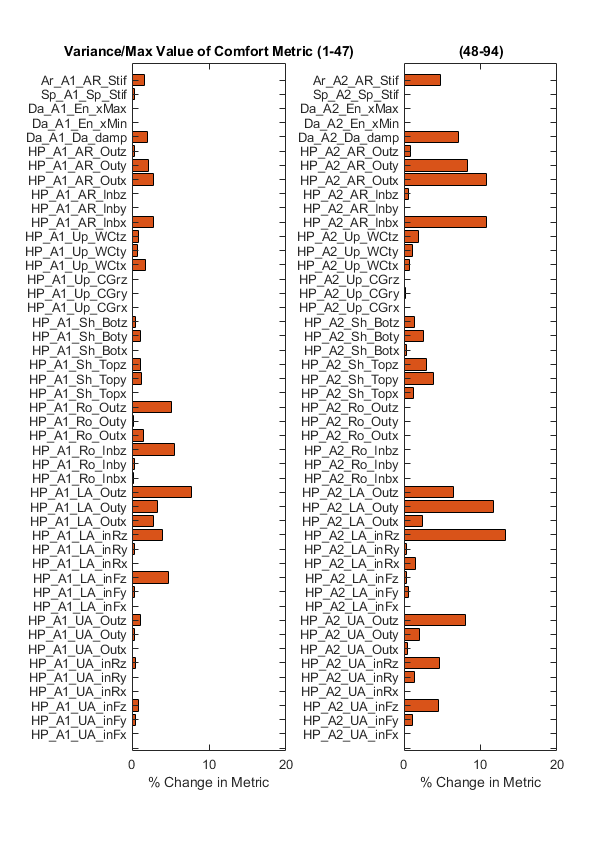 Variance/Max Value of Comfort Metric (1-47)
Ar_A1_AR_Stif
Sp_A1_Sp_Stif
Da_A1_En_xMax
Da_A1_En_xMin
Da_A1_Da_damp
HP_A1_AR_Outz
HP_A1_AR_Outy
HP_A1_AR_Outx
HP_A1_AR_Inbz
HP_A1_AR_Inby
HP_A1_AR_Inbx
HP_A1_Up_WCtz
HP_A1_Up_WCty
HP_A1_Up_WCtx
HP_A1_Up_CGrz
HP_A1_Up_CGry
HP_A1_Up_CGrx
HP_A1_Sh_Botz
HP_A1_Sh_Boty
HP_A1_Sh_Botx
HP_A1_Sh_Topz
HP_A1_Sh_Topy
HP_A1_Sh_Topx
HP_A1_Ro_Outz
HP_A1_Ro_Outy
HP_A1_Ro_Outx
HP_A1_Ro_Inbz
HP_A1_Ro_Inby
HP_A1_Ro_Inbx
HP_A1_LA_Outz
HP_A1_LA_Outy
HP_A1_LA_Outx
HP_A1_LA_inRz
HP_A1_LA_inRy
HP_A1_LA_inRx
HP_A1_LA_inFz
HP_A1_LA_inFy
HP_A1_LA_inFx
HP_A1_UA_Outz
HP_A1_UA_Outy
HP_A1_UA_Outx
HP_A1_UA_inRz
HP_A1_UA_inRy
HP_A1_UA_inRx
HP_A1_UA_inFz
HP_A1_UA_inFy
HP_A1_UA_inFx
0 10 20
% Change in Metric
(48-94)
Ar_A2_AR_Stif
Sp_A2_Sp_Stif
Da_A2_En_xMax
Da_A2_En_xMin
Da_A2_Da_damp
HP_A2_AR_Outz
HP_A2_AR_Outy
HP_A2_AR_Outx
HP_A2_AR_Inbz
HP_A2_AR_Inby
HP_A2_AR_Inbx
HP_A2_Up_WCtz
HP_A2_Up_WCty
HP_A2_Up_WCtx
HP_A2_Up_CGrz
HP_A2_Up_CGry
HP_A2_Up_CGrx
HP_A2_Sh_Botz
HP_A2_Sh_Boty
HP_A2_Sh_Botx
HP_A2_Sh_Topz
HP_A2_Sh_Topy
HP_A2_Sh_Topx
HP_A2_Ro_Outz
HP_A2_Ro_Outy
HP_A2_Ro_Outx
HP_A2_Ro_Inbz
HP_A2_Ro_Inby
HP_A2_Ro_Inbx
HP_A2_LA_Outz
HP_A2_LA_Outy
HP_A2_LA_Outx
HP_A2_LA_inRz
HP_A2_LA_inRy
HP_A2_LA_inRx
HP_A2_LA_inFz
HP_A2_LA_inFy
HP_A2_LA_inFx
HP_A2_UA_Outz
HP_A2_UA_Outy
HP_A2_UA_Outx
HP_A2_UA_inRz
HP_A2_UA_inRy
HP_A2_UA_inRx
HP_A2_UA_inFz
HP_A2_UA_inFy
HP_A2_UA_inFx
0 10 20
% Change in Metric